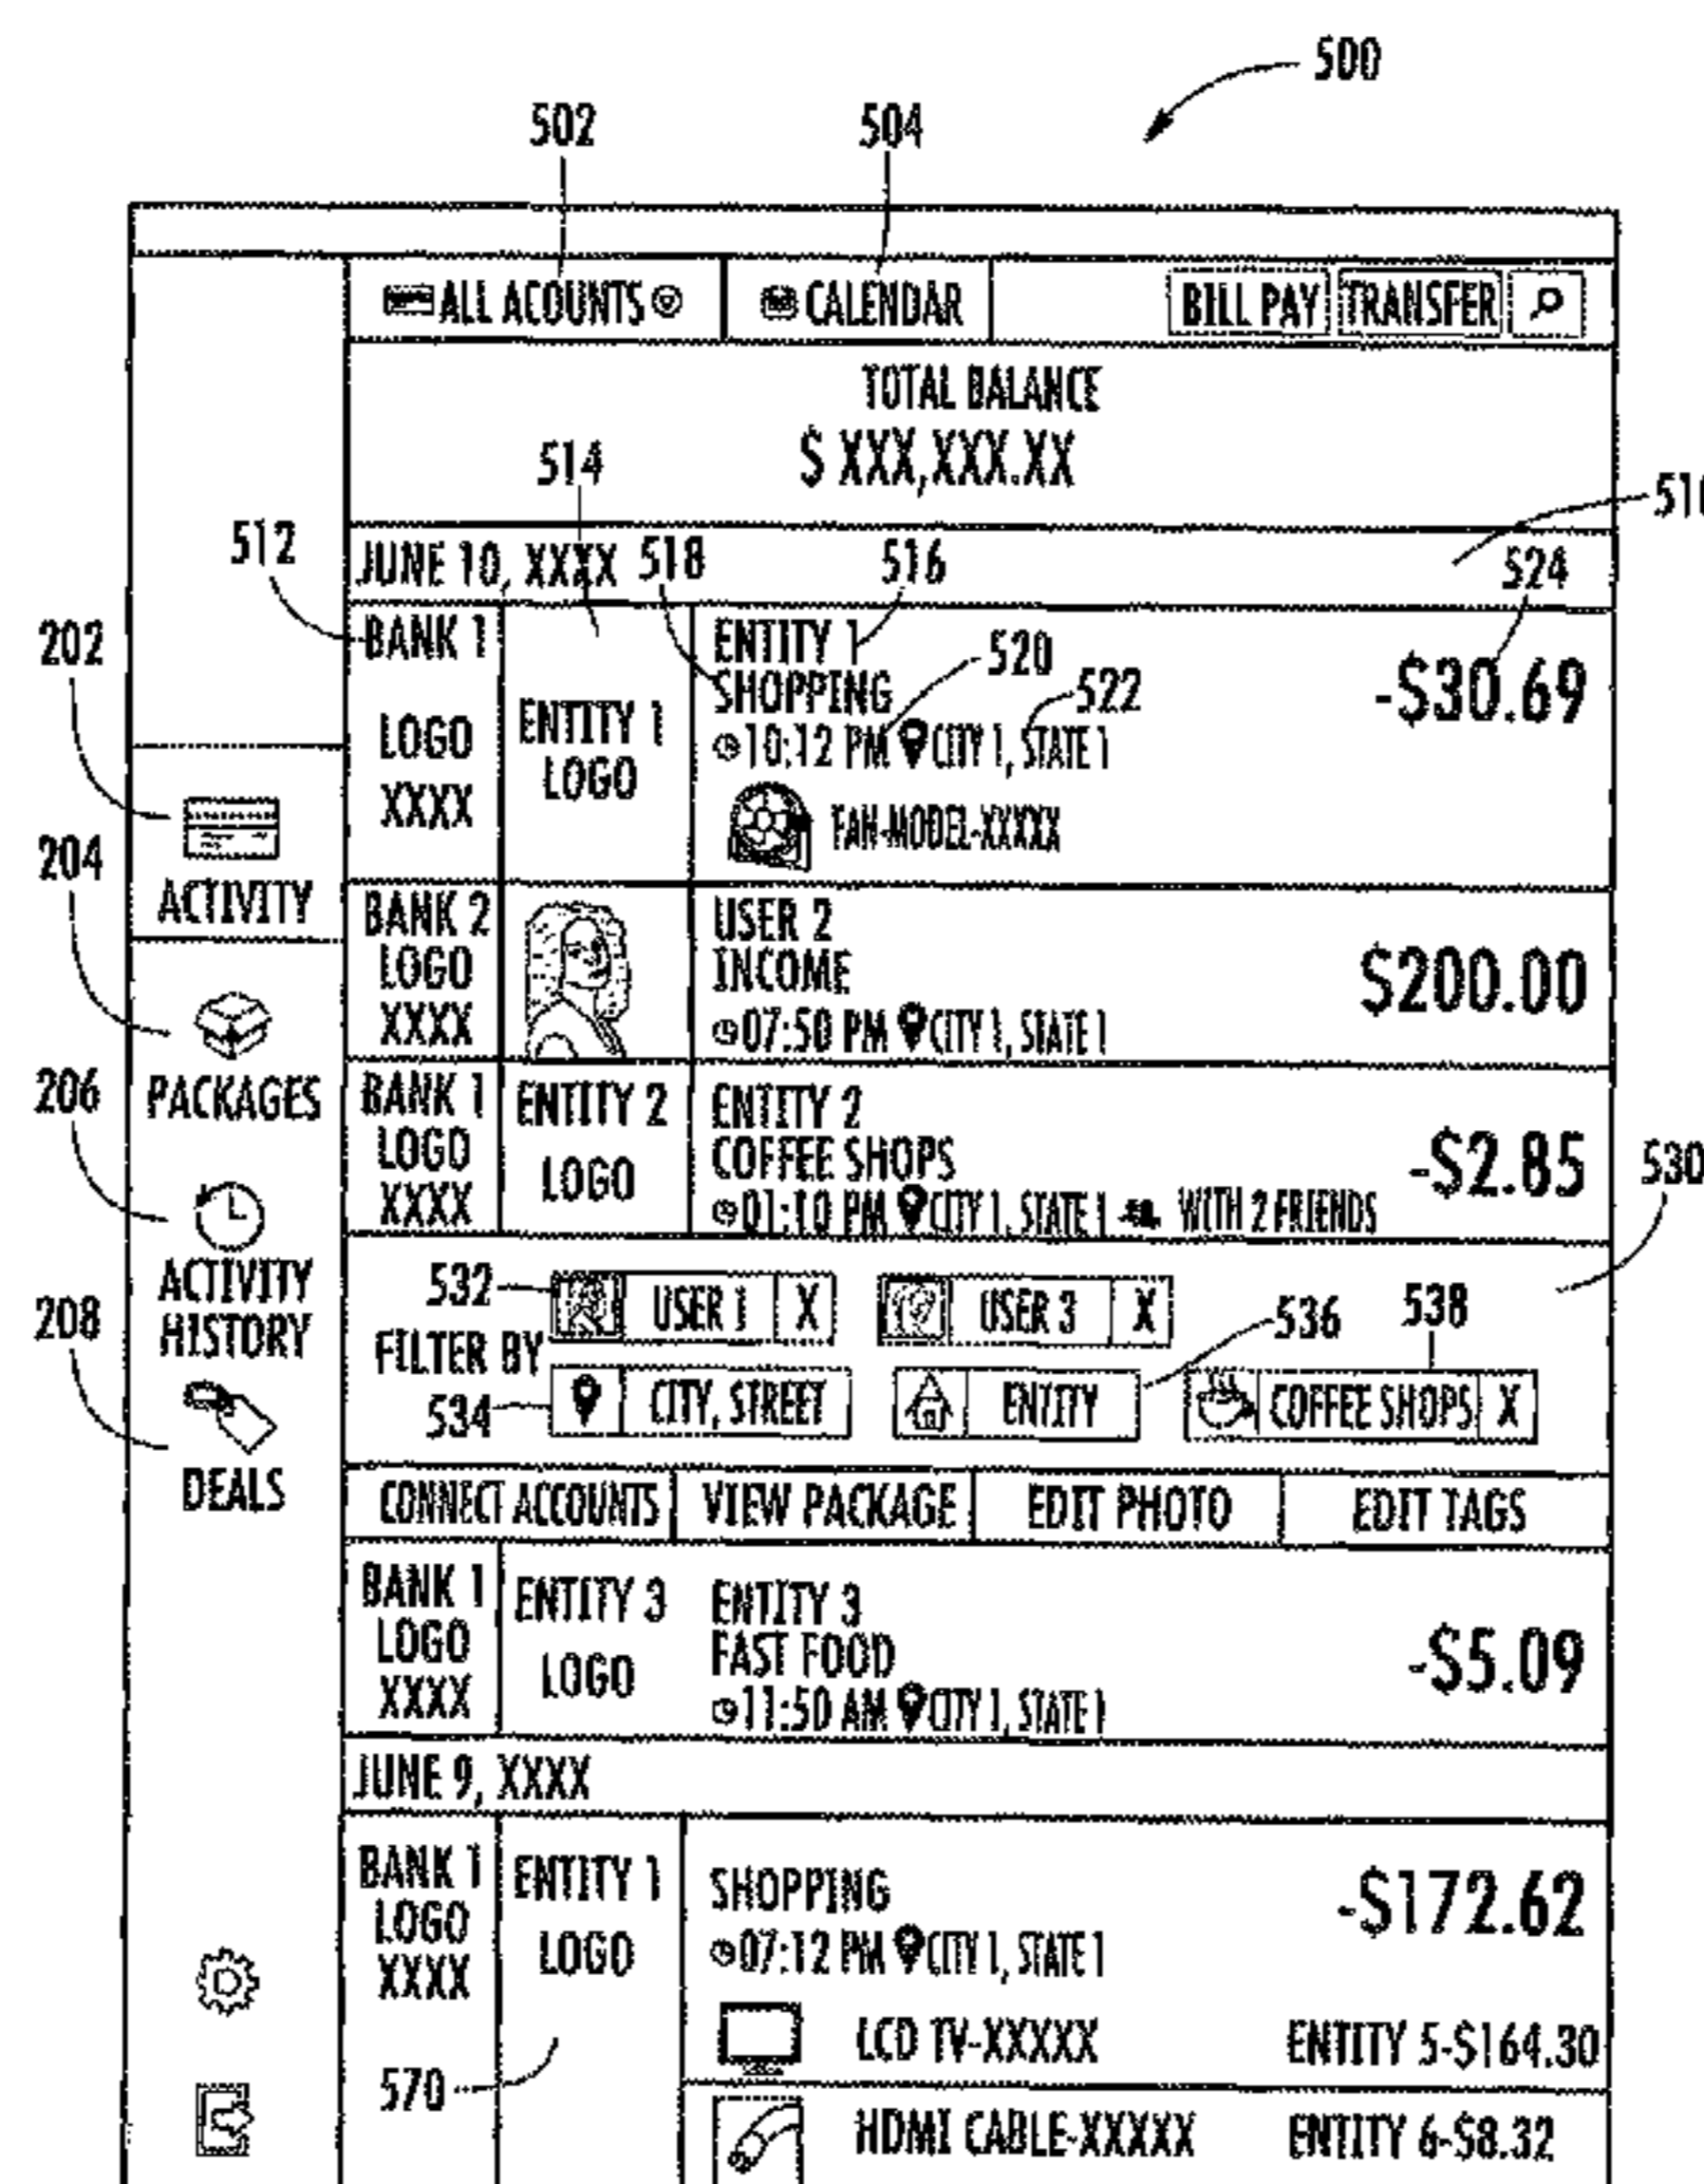 500
502
504
ALL ACOUNTS
CALENDAR
BILL PAY
TRANSFER
TOTAL BALANCE
$ XXX,XXX.XX
514
512
JUNE 10, XXXX
518
516
524
202
BANK 1
LOGO
XXXX
ENTITY 1
LOGO
ENTITY 1
SHOPPING
520
522
10:12 PM CITY 1, STATE 1
FAN-MODEL-XXXXX
-$30.69
ACTIVITY
204
BANK 2
LOGO
XXXX
USER 2
INCOME
07:50 PM CITY 1, STATE 1
$200.00
PACKAGES
206
BANK 1
LOGO
XXXX
ENTITY 2
LOGO
ENTITY 2
COFFEE SHOPS
01:10 PM CITY 1, STATE 1 WITH 2 FRIENDS
-$2.85
530
ACTIVITY
HISTORY
208
DEALS
532
USER 1 X
USER 3 X
536
538
FILTER BY
534
CITY, STREET
ENTITY
COFFEE SHOPS X
CONNECT ACCOUNTS
VIEW PACKAGE
EDIT PHOTO
EDIT TAGS
BANK 1
LOGO
XXXX
ENTITY 3
LOGO
ENTITY 3
FAST FOOD
11:50 AM CITY 1, STATE 1
-$5.09
JUNE 9, XXXX
BANK 1
LOGO
XXXX
ENTITY 1
LOGO
570
SHOPPING
07:12 PM CITY 1, STATE 1
-$172.62
LCD TV-XXXXX ENTITY 5-$164.30
HDMI CABLE-XXXXX ENTITY 6-$8.32